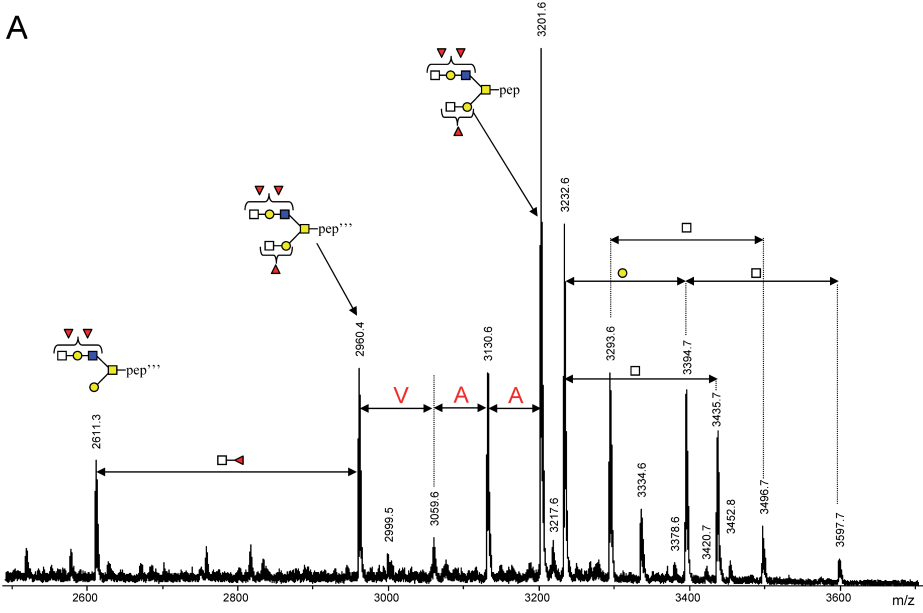 A
3201.6
pep
3232.6
pep’’’
2960.4
3130.6
3293.6
3394.7
pep’’’
2611.3
V
A
A
3435.7
2999.5
3059.6
3217.6
3334.6
3378.6
3420.7
3452.8
3496.7
3597.7
2600
2800
3000
3200
3400
3600
m/z